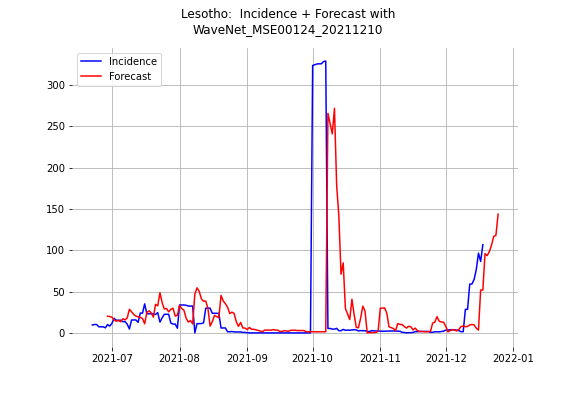 Lesotho:  Incidence + Forecast with
WaveNet_MSE00124_20211210
Incidence
Forecast
300
250
200
150
100
50
0
2021-07 2021-08 2021-09 2021-10 2021-11 2021-12 2022-01